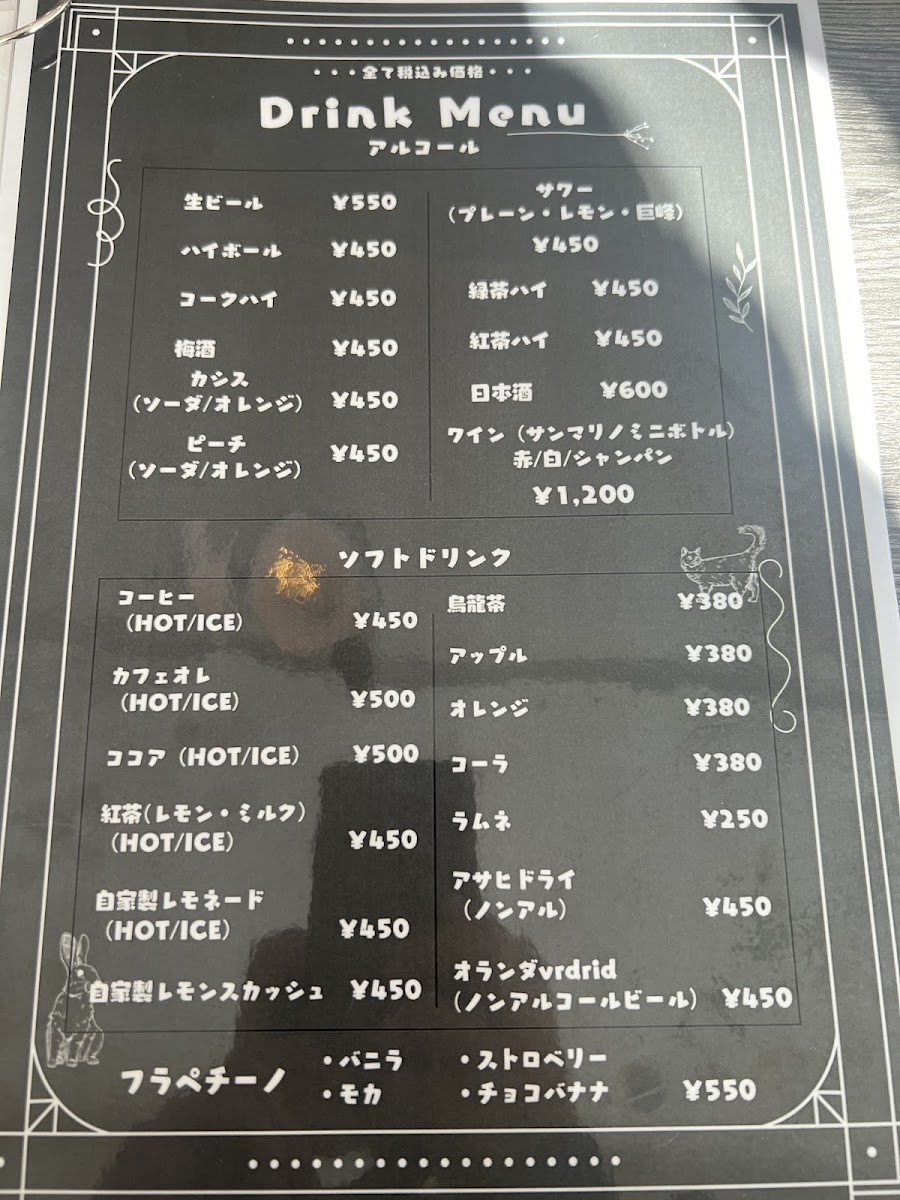 ・・・全て税込み価格・・・
Drink Menu
アルコール
生ビール ¥550
ハイボール ¥450
コークハイ ¥450
梅酒 ¥450
カシス
(ソーダ/オレンジ) ¥450
ピーチ
(ソーダ/オレンジ) ¥450
サワー
(プレーン・レモン・巨峰)
¥450
緑茶ハイ ¥450
紅茶ハイ ¥450
日本酒 ¥600
ワイン(サンマリノミニボトル)
赤/白/シャンパン
¥1,200
ソフトドリンク
コーヒー
(HOT/ICE) ¥450
カフェオレ
(HOT/ICE) ¥500
ココア(HOT/ICE) ¥500
紅茶(レモン・ミルク)
(HOT/ICE) ¥450
自家製レモネード
(HOT/ICE) ¥450
自家製レモンスカッシュ ¥450
烏龍茶 ¥380
アップル ¥380
オレンジ ¥380
コーラ ¥380
ラムネ ¥250
アサヒドライ
(ノンアル) ¥450
オランダvrdrid
(ノンアルコールビール) ¥450
フラペチーノ
・バニラ ・ストロベリー
・モカ ・チョコバナナ ¥550